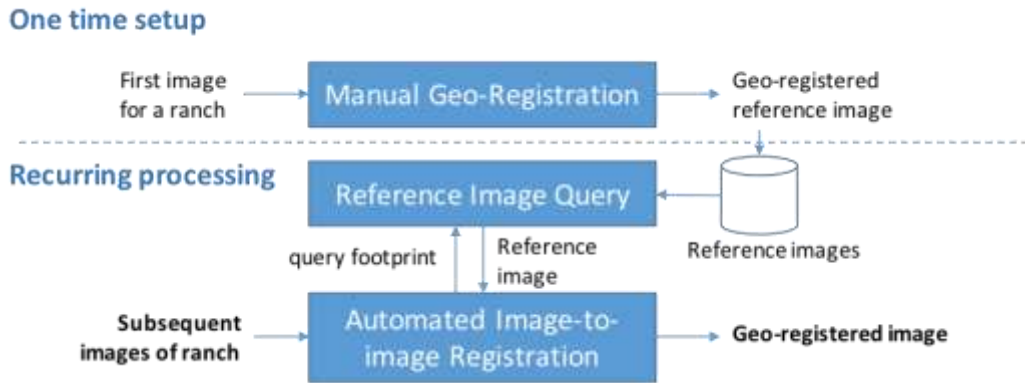 One time setup
First image
for a ranch
Manual Geo-Registration
Geo-registered
reference image
Recurring processing
Reference Image Query
Reference images
query footprint
Reference
image
Subsequent
images of ranch
Automated Image-to-
image Registration
Geo-registered image